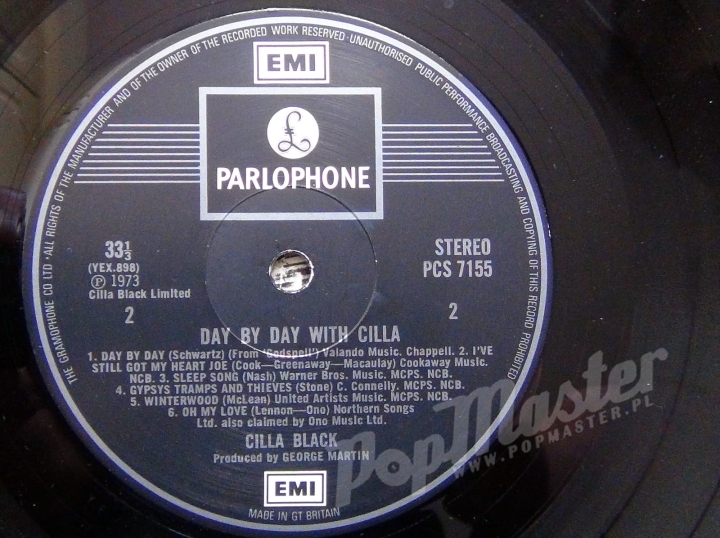 THE GRAMOPHONE CO LTD · ALL RIGHTS OF THE MANUFACTURER AND OF THE OWNER OF THE RECORDED WORK RESERVED · UNAUTHORISED PUBLIC PERFORMANCE BROADCASTING AND COPYING OF THIS RECORD PROHIBITED
EMI
£
PARLOPHONE
33⅓
(YEX.898)
Ⓟ 1973
Cilla Black Limited
2
STEREO
PCS 7155
2
DAY BY DAY WITH CILLA
1. DAY BY DAY (Schwartz) (From 'Godspell') Valando Music. Chappell. 2. I'VE
STILL GOT MY HEART JOE (Cook—Greenaway—Macaulay) Cookaway Music.
NCB. 3. SLEEP SONG (Nash) Warner Bros. Music. MCPS. NCB.
4. GYPSYS TRAMPS AND THIEVES (Stone) C. Connelly. MCPS. NCB.
5. WINTERWOOD (McLean) United Artists Music. MCPS. NCB.
6. OH MY LOVE (Lennon—Ono) Northern Songs
Ltd. also claimed by Ono Music Ltd.
CILLA BLACK
Produced by GEORGE MARTIN
EMI
MADE IN GT BRITAIN
PopMaster
WWW.POPMASTER.PL